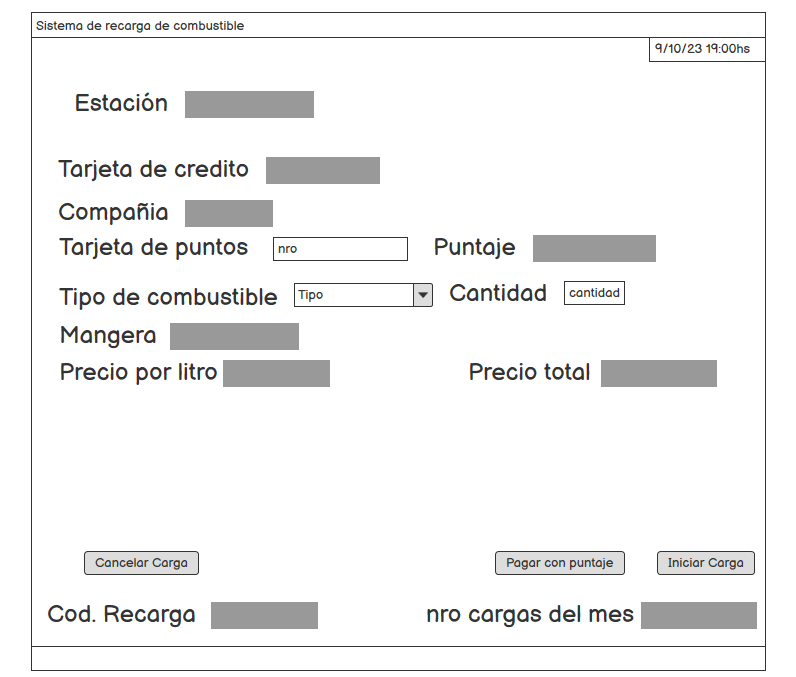 Sistema de recarga de combustible
9/10/23 19:00hs
Estación
Tarjeta de credito
Compañia
Tarjeta de puntos nro Puntaje
Tipo de combustible Tipo Cantidad cantidad
Mangera
Precio por litro Precio total
Cancelar Carga Pagar con puntaje Iniciar Carga
Cod. Recarga nro cargas del mes